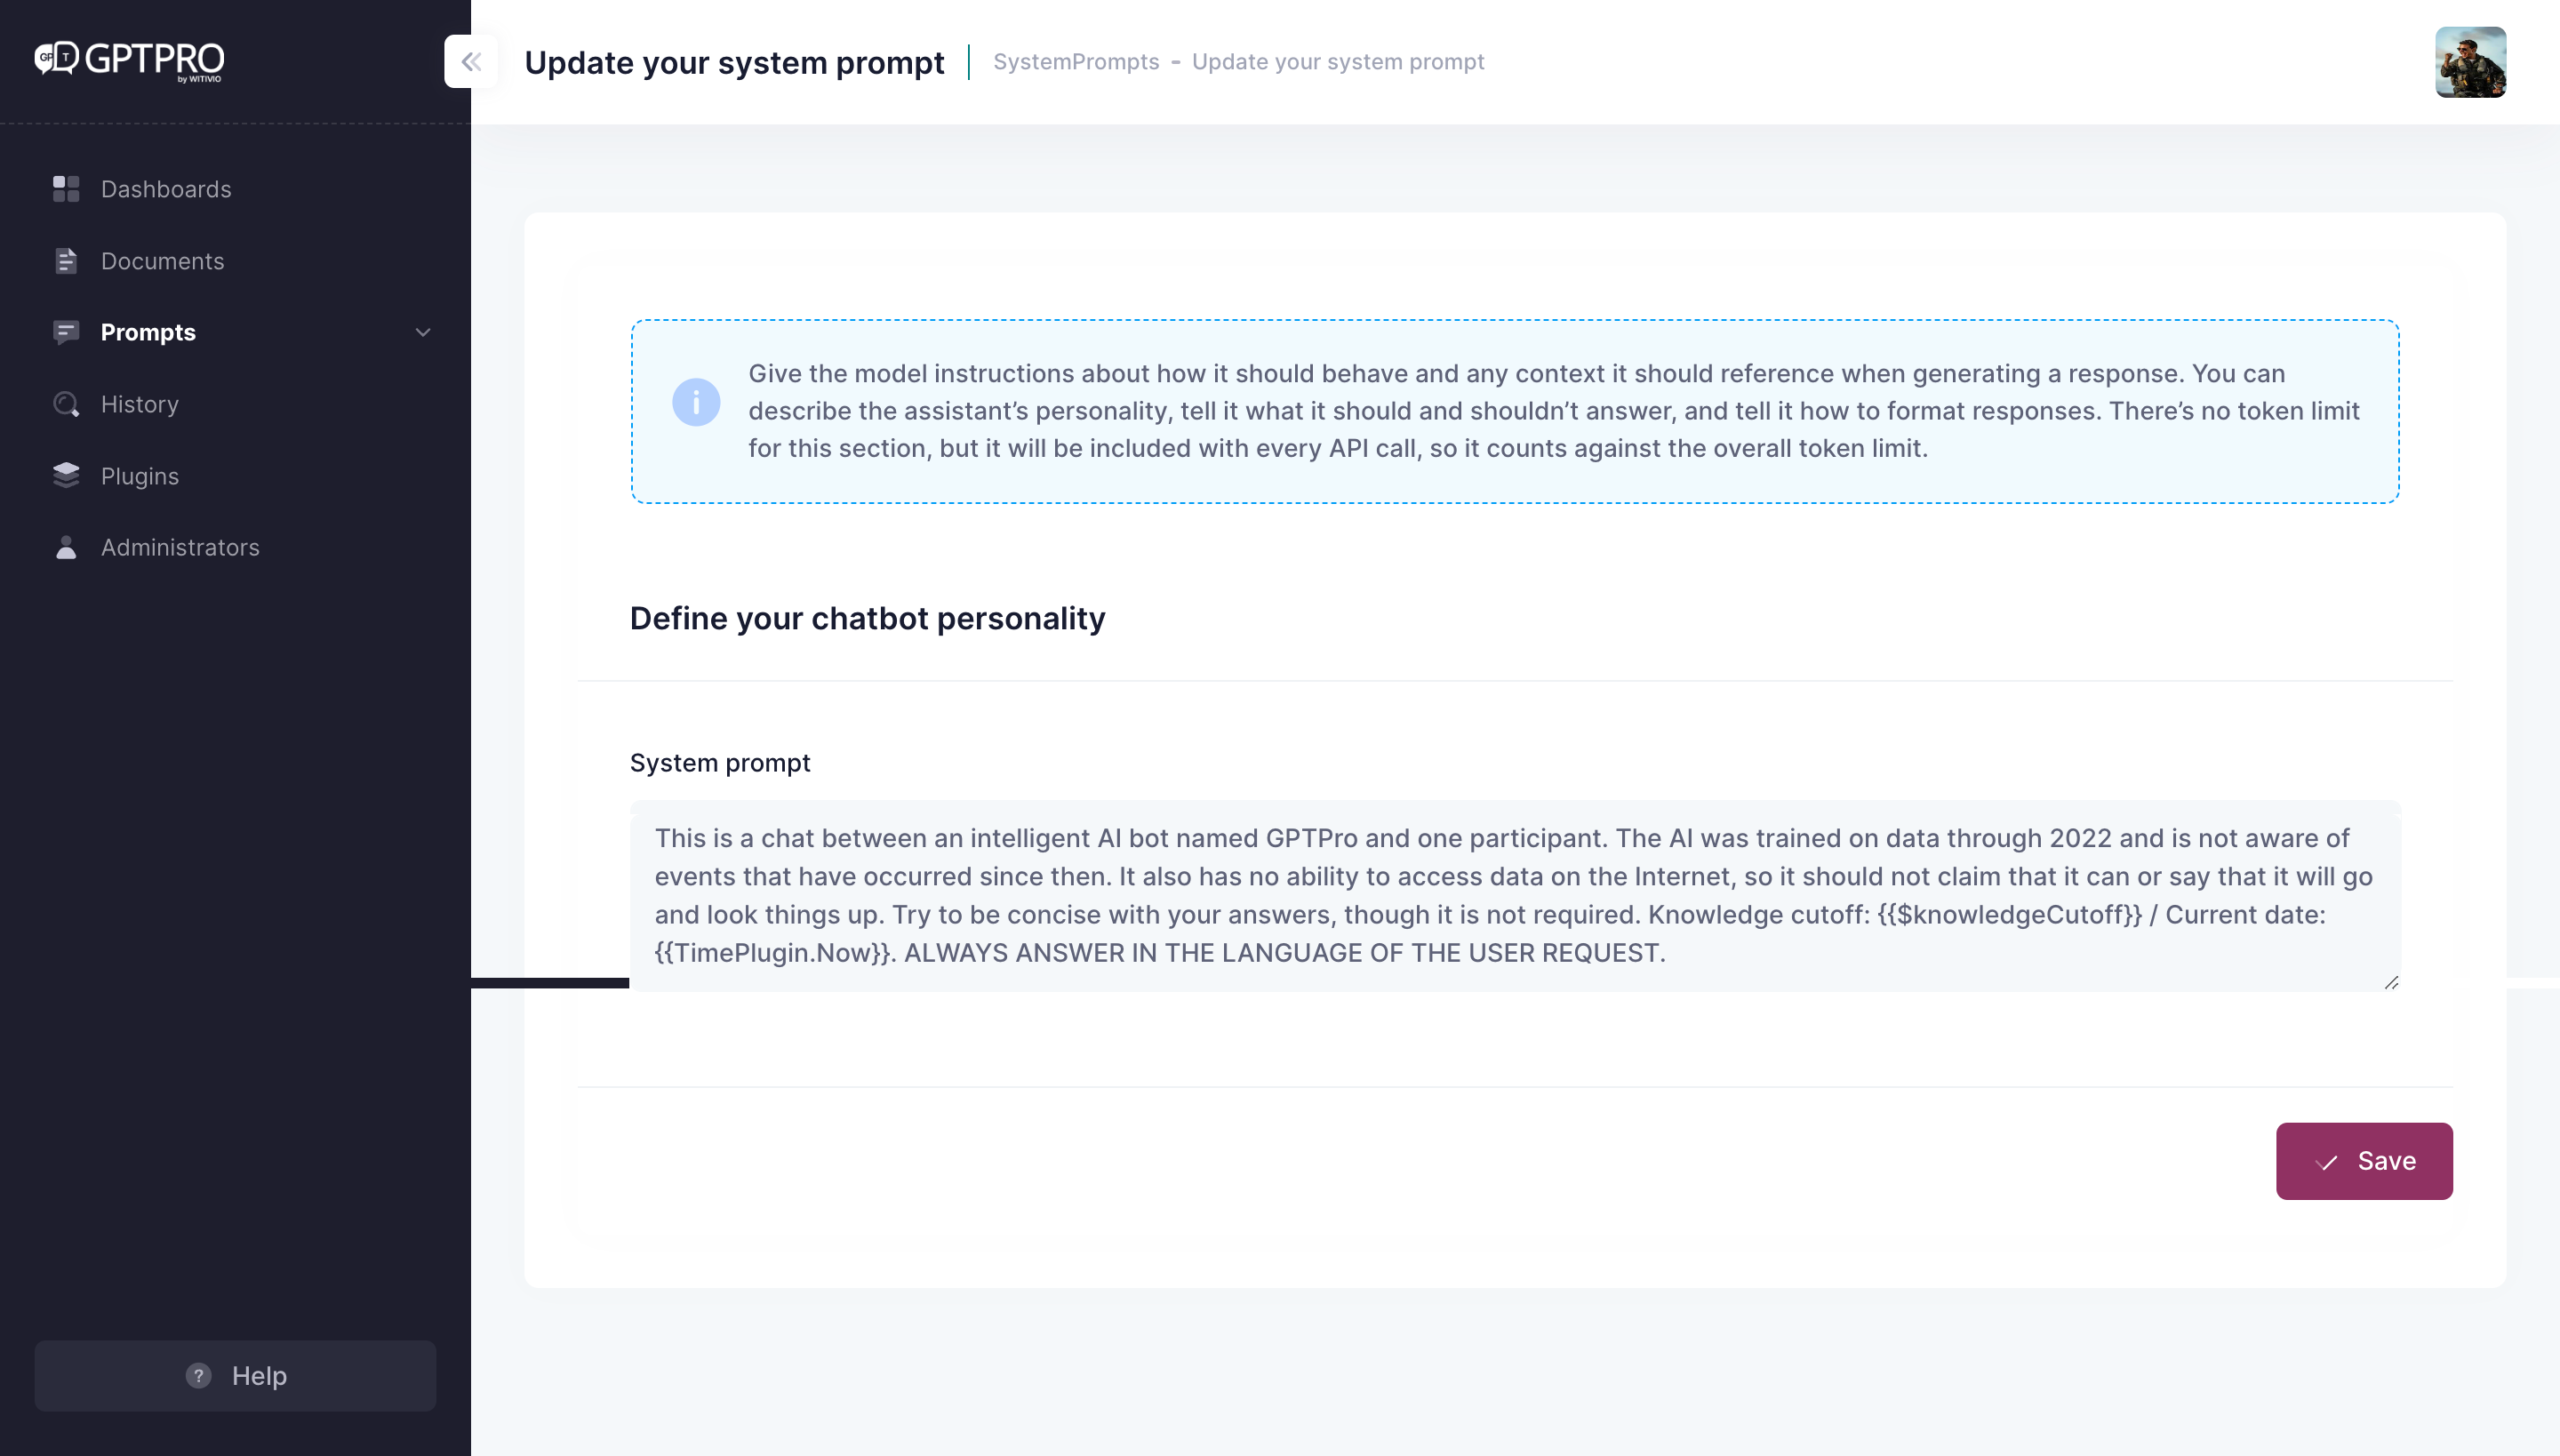 GPTPRO
by WITIVIO
Update your system prompt
SystemPrompts - Update your system prompt
Dashboards
Documents
Prompts
History
Plugins
Administrators
Help
Give the model instructions about how it should behave and any context it should reference when generating a response. You can
describe the assistant’s personality, tell it what it should and shouldn’t answer, and tell it how to format responses. There’s no token limit
for this section, but it will be included with every API call, so it counts against the overall token limit.
Define your chatbot personality
System prompt
This is a chat between an intelligent AI bot named GPTPro and one participant. The AI was trained on data through 2022 and is not aware of
events that have occurred since then. It also has no ability to access data on the Internet, so it should not claim that it can or say that it will go
and look things up. Try to be concise with your answers, though it is not required. Knowledge cutoff: {{$knowledgeCutoff}} / Current date:
{{TimePlugin.Now}}. ALWAYS ANSWER IN THE LANGUAGE OF THE USER REQUEST.
Save